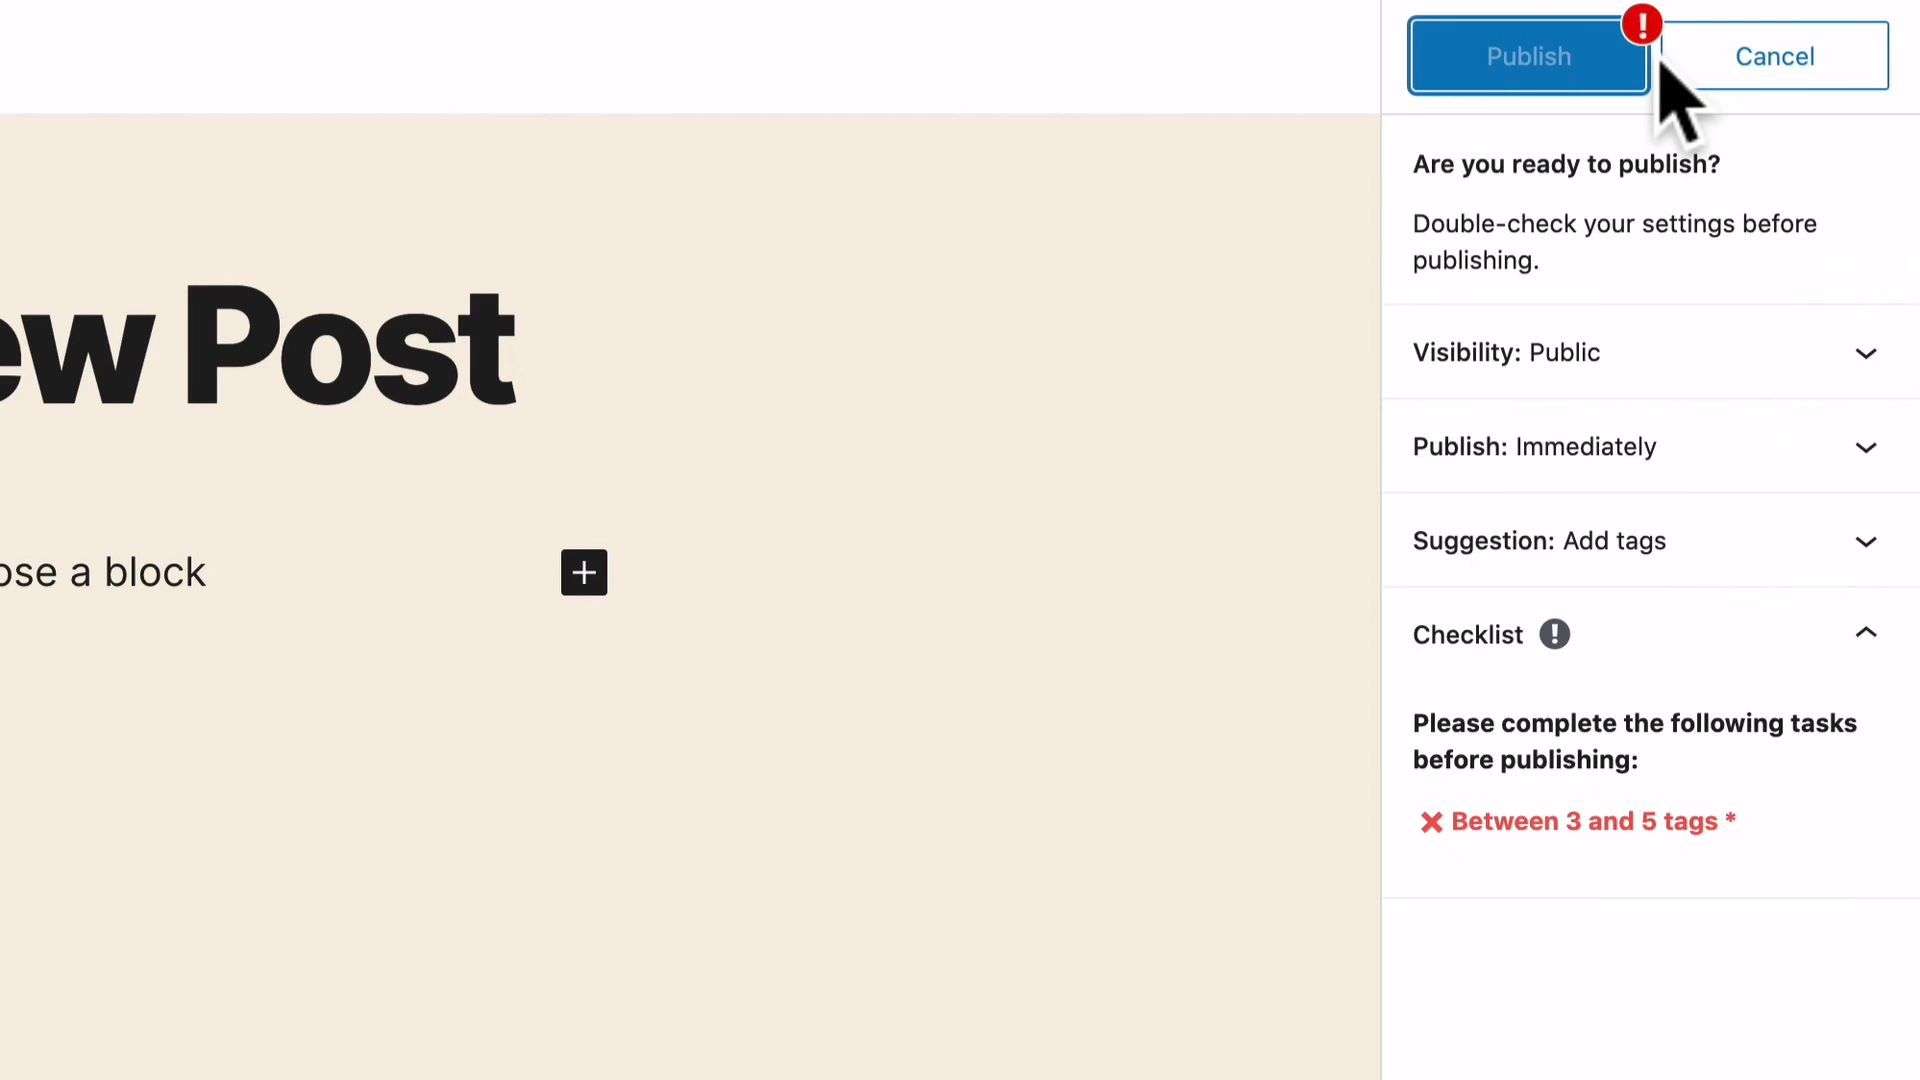 Publish
Cancel
Are you ready to publish?
Double-check your settings before
publishing.
ew Post
Visibility: Public
Publish: Immediately
Suggestion: Add tags
ose a block
Checklist
Please complete the following tasks
before publishing:
Between 3 and 5 tags *